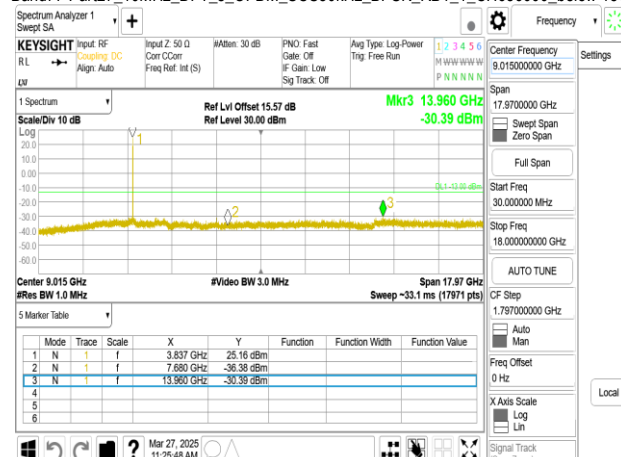 Spectrum Analyzer 1
Swept SA
Frequency
KEYSIGHT
RL
Input: RF
Coupling: DC
Align: Auto
Input Z: 50 Ω
Corr CCorr
Freq Ref: Int (S)
#Atten: 30 dB
PNO: Fast
Gate: Off
IF Gain: Low
Sig Track: Off
Avg Type: Log-Power
Trig: Free Run
1 2 3 4 5 6
M W W W W W
P N N N N N
Center Frequency
9.015000000 GHz
Settings
Span
17.9700000 GHz
Swept Span
Zero Span
Full Span
Start Freq
30.000000 MHz
Stop Freq
18.000000000 GHz
AUTO TUNE
CF Step
1.797000000 GHz
Auto
Man
Freq Offset
0 Hz
X Axis Scale
Log
Lin
Signal Track
Local
1 Spectrum
Scale/Div 10 dB
Ref Lvl Offset 15.57 dB
Ref Level 30.00 dBm
Mkr3 13.960 GHz
-30.39 dBm
Log
20.0
10.0
0.00
-10.0
-20.0
-30.0
-40.0
-50.0
-60.0
1
2
3
DL1 -13.00 dBm
Center 9.015 GHz
#Video BW 3.0 MHz
Span 17.97 GHz
#Res BW 1.0 MHz
Sweep ~33.1 ms (17971 pts)
5 Marker Table
Mode Trace Scale X Y Function Function Width Function Value
1 N 1 f 3.837 GHz 25.16 dBm
2 N 1 f 7.680 GHz -36.38 dBm
3 N 1 f 13.960 GHz -30.39 dBm
4
5
6
?
Mar 27, 2025
11:25:48 AM